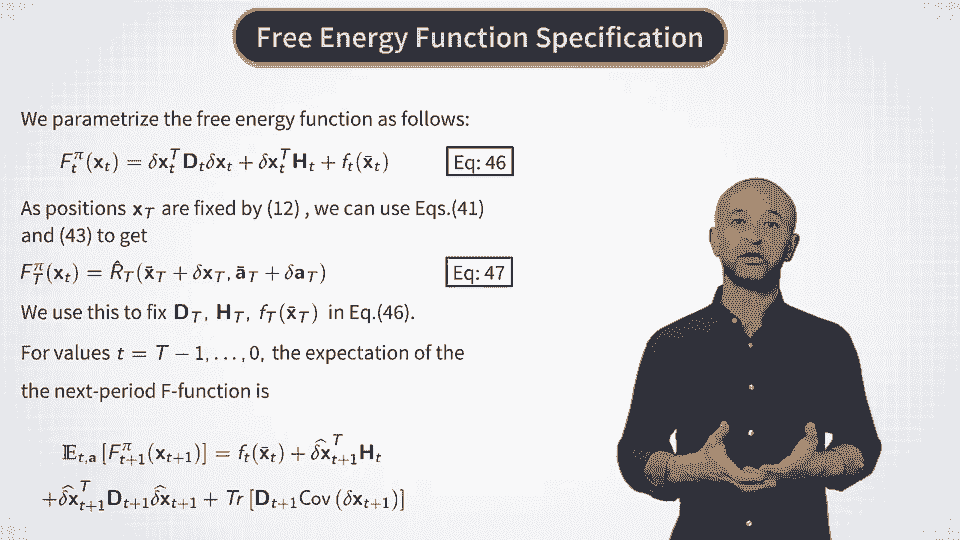 Free Energy Function Specification
We parametrize the free energy function as follows:
$F_t^{\pi}(\mathbf{x}_t) = \delta\mathbf{x}_t^T \mathbf{D}_t \delta\mathbf{x}_t + \delta\mathbf{x}_t^T \mathbf{H}_t + f_t(\bar{\mathbf{x}}_t)$ Eq: 46
As positions $\mathbf{x}_T$ are fixed by (12) , we can use Eqs.(41)
and (43) to get
$F_T^{\pi}(\mathbf{x}_t) = \hat{R}_T(\bar{\mathbf{x}}_T + \delta\mathbf{x}_T, \bar{\mathbf{a}}_T + \delta\mathbf{a}_T)$ Eq: 47
We use this to fix $\mathbf{D}_T$, $\mathbf{H}_T$, $f_T(\bar{\mathbf{x}}_T)$ in Eq.(46).
For values $t = T - 1, \ldots, 0$, the expectation of the
the next-period F-function is
$\mathbb{E}_{t,\mathbf{a}} \left[ F_{t+1}^{\pi}(\mathbf{x}_{t+1}) \right] = f_t(\bar{\mathbf{x}}_t) + \widehat{\delta\mathbf{x}}_{t+1}^T \mathbf{H}_t$
$+ \widehat{\delta\mathbf{x}}_{t+1}^T \mathbf{D}_{t+1} \widehat{\delta\mathbf{x}}_{t+1} + Tr \left[ \mathbf{D}_{t+1} \text{Cov} \left( \delta\mathbf{x}_{t+1} \right) \right]$